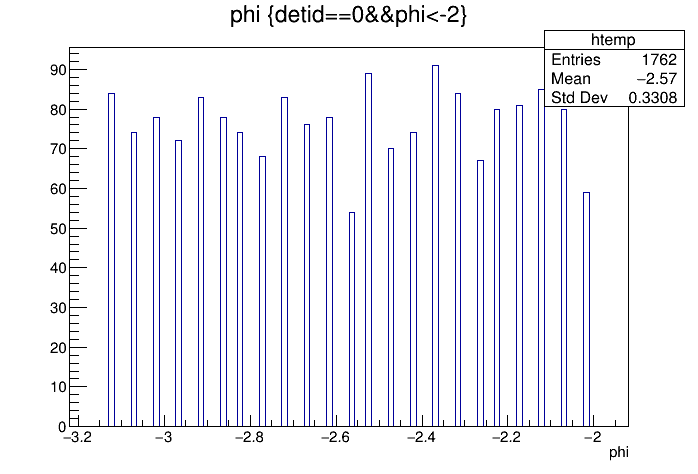 phi {detid==0&&phi<-2}
htemp
Entries 1762
Mean −2.57
Std Dev 0.3308
90
80
70
60
50
40
30
20
10
0
−3.2 −3 −2.8 −2.6 −2.4 −2.2 −2
phi